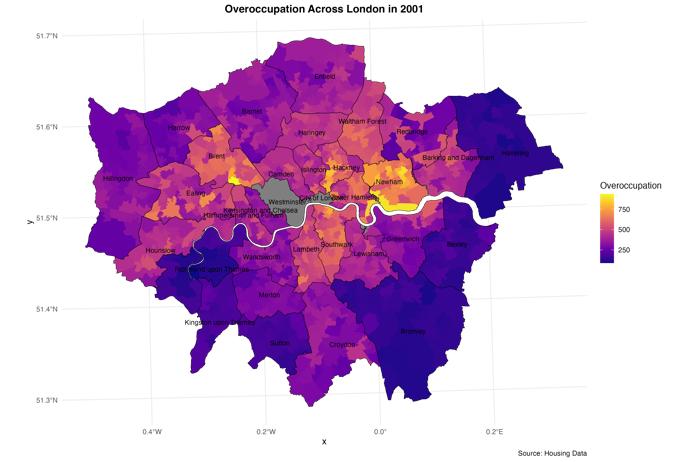 Overoccupation Across London in 2001
51.7°N
Enfield
51.6°N
Barnet
Waltham Forest
Harrow
Haringey
Redbridge
Havering
Brent
Barking and Dagenham
Hillingdon
Camden
Islington
Hackney
Newham
Ealing
Westminster
City of London
Tower Hamlets
51.5°N
Kensington and Chelsea
Hammersmith and Fulham
Hounslow
Lambeth
Southwark
Greenwich
Bexley
Wandsworth
Lewisham
Richmond upon Thames
Merton
51.4°N
Kingston upon Thames
Bromley
Sutton
Croydon
51.3°N
0.4°W
0.2°W
0.0°
0.2°E
x
y
Overoccupation
750
500
250
Source: Housing Data